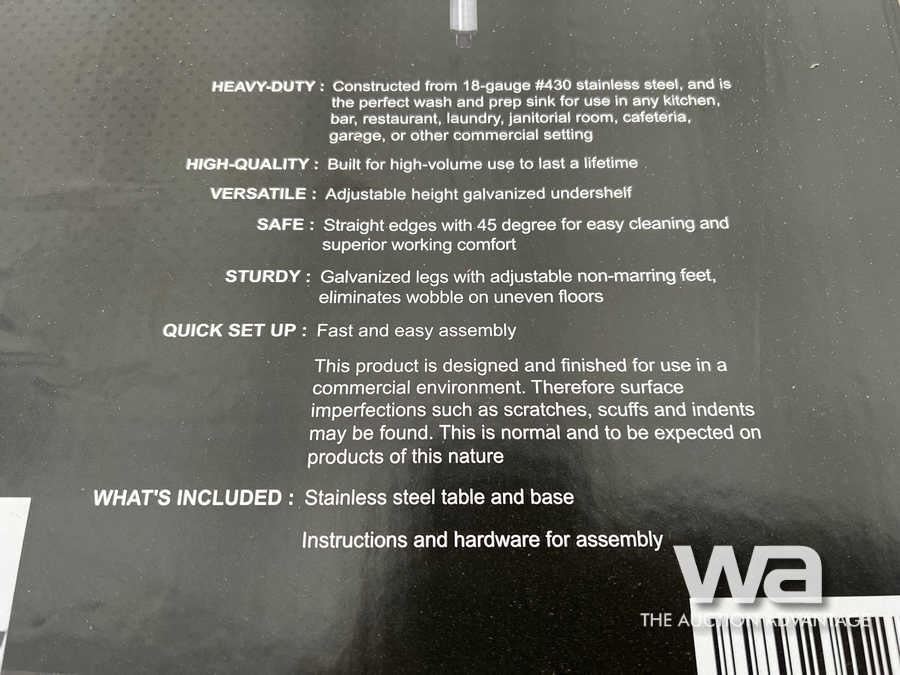 HEAVY-DUTY : Constructed from 18-gauge #430 stainless steel, and is
the perfect wash and prep sink for use in any kitchen,
bar, restaurant, laundry, janitorial room, cafeteria,
garage, or other commercial setting
HIGH-QUALITY : Built for high-volume use to last a lifetime
VERSATILE : Adjustable height galvanized undershelf
SAFE : Straight edges with 45 degree for easy cleaning and
superior working comfort
STURDY : Galvanized legs with adjustable non-marring feet,
eliminates wobble on uneven floors
QUICK SET UP : Fast and easy assembly
This product is designed and finished for use in a
commercial environment. Therefore surface
imperfections such as scratches, scuffs and indents
may be found. This is normal and to be expected on
products of this nature
WHAT'S INCLUDED : Stainless steel table and base
Instructions and hardware for assembly
wa
THE AUCTION ADVANTAGE